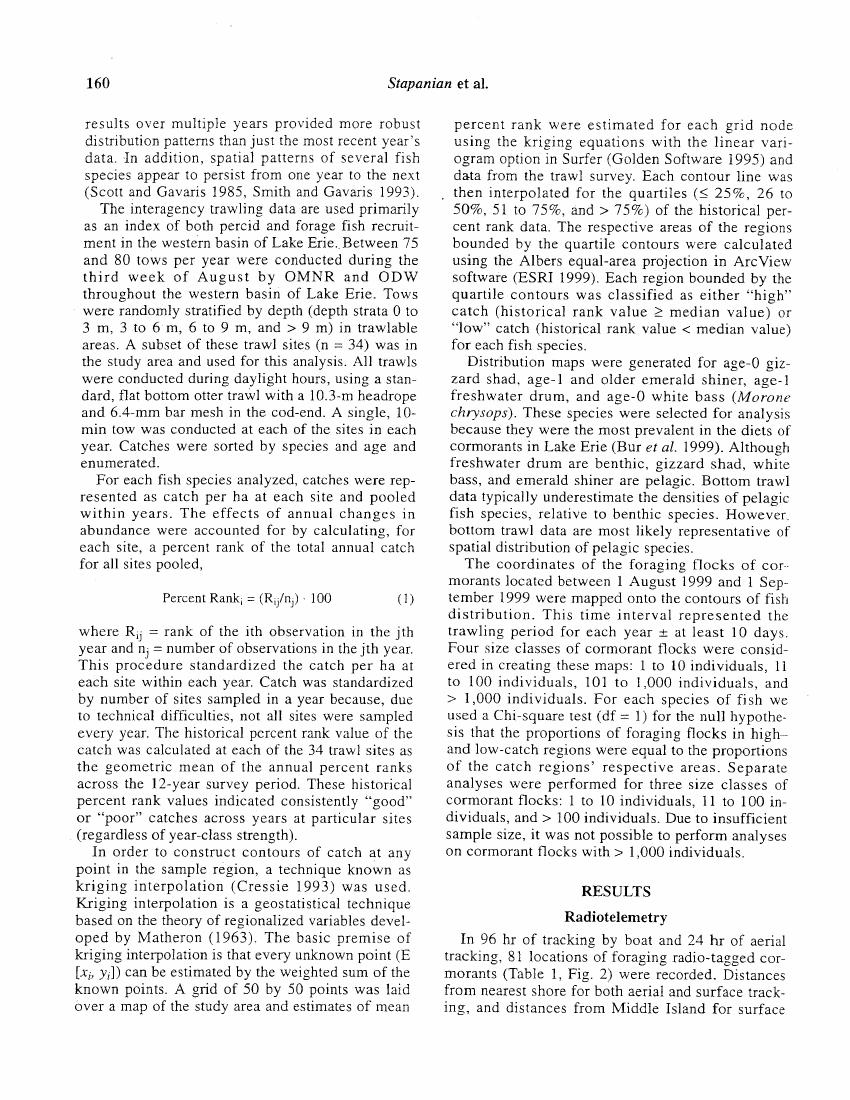 160
Stapanian et al.
results over multiple years provided more robust
distribution patterns than just the most recent year's
data. In addition, spatial patterns of several fish
species appear to persist from one year to the next
(Scott and Gavaris 1985, Smith and Gavaris 1993).
The interagency trawling data are used primarily
as an index of both percid and forage fish recruit-
ment in the western basin of Lake Erie. Between 75
and 80 tows per year were conducted during the
third week of August by OMNR and ODW
throughout the western basin of Lake Erie. Tows
were randomly stratified by depth (depth strata 0 to
3 m, 3 to 6 m, 6 to 9 m, and > 9 m) in trawlable
areas. A subset of these trawl sites (n = 34) was in
the study area and used for this analysis. All trawls
were conducted during daylight hours, using a stan-
dard, flat bottom otter trawl with a 10.3-m headrope
and 6.4-mm bar mesh in the cod-end. A single, 10-
min tow was conducted at each of the sites in each
year. Catches were sorted by species and age and
enumerated.
For each fish species analyzed, catches were rep-
resented as catch per ha at each site and pooled
within years. The effects of annual changes in
abundance were accounted for by calculating, for
each site, a percent rank of the total annual catch
for all sites pooled,
Percent Rankᵢ = (Rᵢⱼ/nⱼ) · 100 (1)
where Rᵢⱼ = rank of the ith observation in the jth
year and nⱼ = number of observations in the jth year.
This procedure standardized the catch per ha at
each site within each year. Catch was standardized
by number of sites sampled in a year because, due
to technical difficulties, not all sites were sampled
every year. The historical percent rank value of the
catch was calculated at each of the 34 trawl sites as
the geometric mean of the annual percent ranks
across the 12-year survey period. These historical
percent rank values indicated consistently "good"
or "poor" catches across years at particular sites
(regardless of year-class strength).
In order to construct contours of catch at any
point in the sample region, a technique known as
kriging interpolation (Cressie 1993) was used.
Kriging interpolation is a geostatistical technique
based on the theory of regionalized variables devel-
oped by Matheron (1963). The basic premise of
kriging interpolation is that every unknown point (E
[xᵢ, yᵢ]) can be estimated by the weighted sum of the
known points. A grid of 50 by 50 points was laid
over a map of the study area and estimates of mean
percent rank were estimated for each grid node
using the kriging equations with the linear vari-
ogram option in Surfer (Golden Software 1995) and
data from the trawl survey. Each contour line was
then interpolated for the quartiles (≤ 25%, 26 to
50%, 51 to 75%, and > 75%) of the historical per-
cent rank data. The respective areas of the regions
bounded by the quartile contours were calculated
using the Albers equal-area projection in ArcView
software (ESRI 1999). Each region bounded by the
quartile contours was classified as either "high"
catch (historical rank value ≥ median value) or
"low" catch (historical rank value < median value)
for each fish species.
Distribution maps were generated for age-0 giz-
zard shad, age-1 and older emerald shiner, age-1
freshwater drum, and age-0 white bass (Morone
chrysops). These species were selected for analysis
because they were the most prevalent in the diets of
cormorants in Lake Erie (Bur et al. 1999). Although
freshwater drum are benthic, gizzard shad, white
bass, and emerald shiner are pelagic. Bottom trawl
data typically underestimate the densities of pelagic
fish species, relative to benthic species. However.
bottom trawl data are most likely representative of
spatial distribution of pelagic species.
The coordinates of the foraging flocks of cor-
morants located between 1 August 1999 and 1 Sep-
tember 1999 were mapped onto the contours of fish
distribution. This time interval represented the
trawling period for each year ± at least 10 days.
Four size classes of cormorant flocks were consid-
ered in creating these maps: 1 to 10 individuals, 11
to 100 individuals, 101 to 1,000 individuals, and
> 1,000 individuals. For each species of fish we
used a Chi-square test (df = 1) for the null hypothe-
sis that the proportions of foraging flocks in high–
and low-catch regions were equal to the proportions
of the catch regions' respective areas. Separate
analyses were performed for three size classes of
cormorant flocks: 1 to 10 individuals, 11 to 100 in-
dividuals, and > 100 individuals. Due to insufficient
sample size, it was not possible to perform analyses
on cormorant flocks with > 1,000 individuals.
RESULTS
Radiotelemetry
In 96 hr of tracking by boat and 24 hr of aerial
tracking, 81 locations of foraging radio-tagged cor-
morants (Table 1, Fig. 2) were recorded. Distances
from nearest shore for both aerial and surface track-
ing, and distances from Middle Island for surface